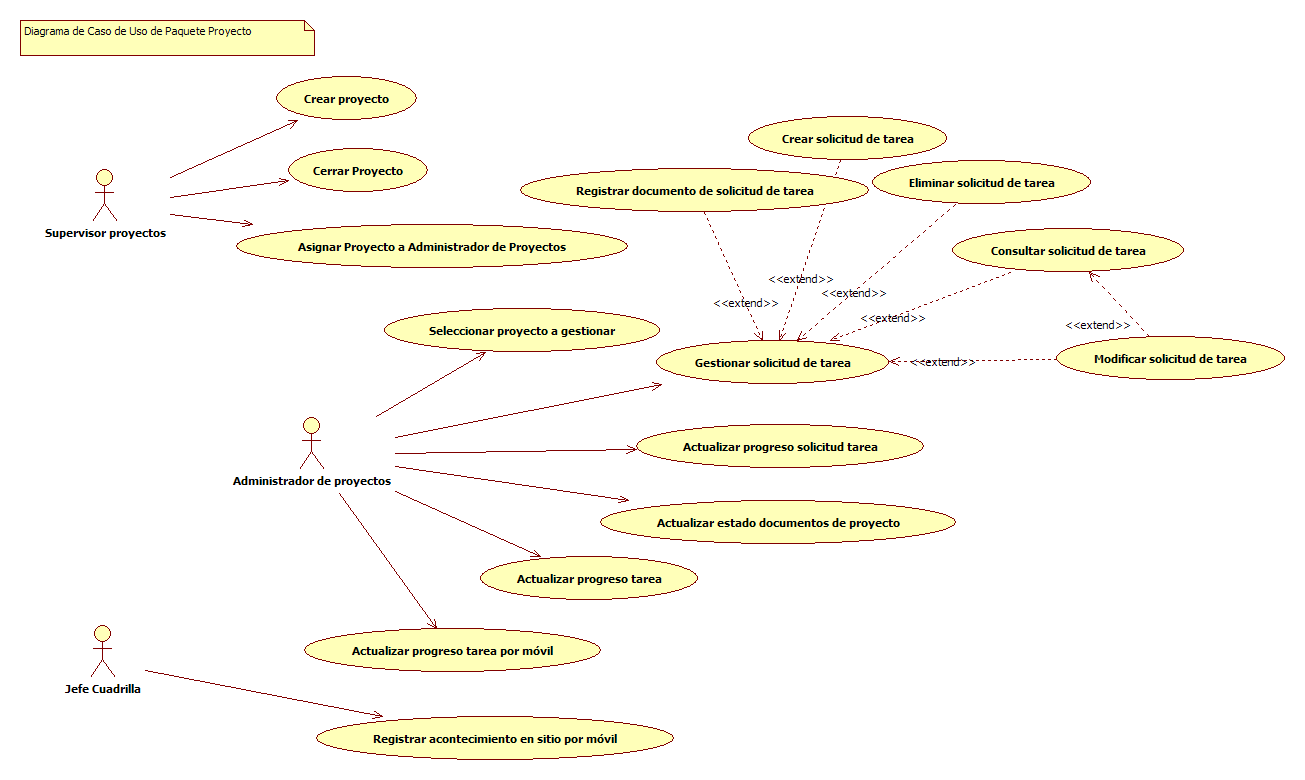 Diagrama de Caso de Uso de Paquete Proyecto
Crear proyecto
Crear solicitud de tarea
Cerrar Proyecto
Registrar documento de solicitud de tarea
Eliminar solicitud de tarea
Supervisor proyectos
Asignar Proyecto a Administrador de Proyectos
Consultar solicitud de tarea
<<extend>>
<<extend>>
<<extend>>
<<extend>>
<<extend>>
Seleccionar proyecto a gestionar
Gestionar solicitud de tarea
<<extend>>
Modificar solicitud de tarea
Actualizar progreso solicitud tarea
Administrador de proyectos
Actualizar estado documentos de proyecto
Actualizar progreso tarea
Actualizar progreso tarea por móvil
Jefe Cuadrilla
Registrar acontecimiento en sitio por móvil